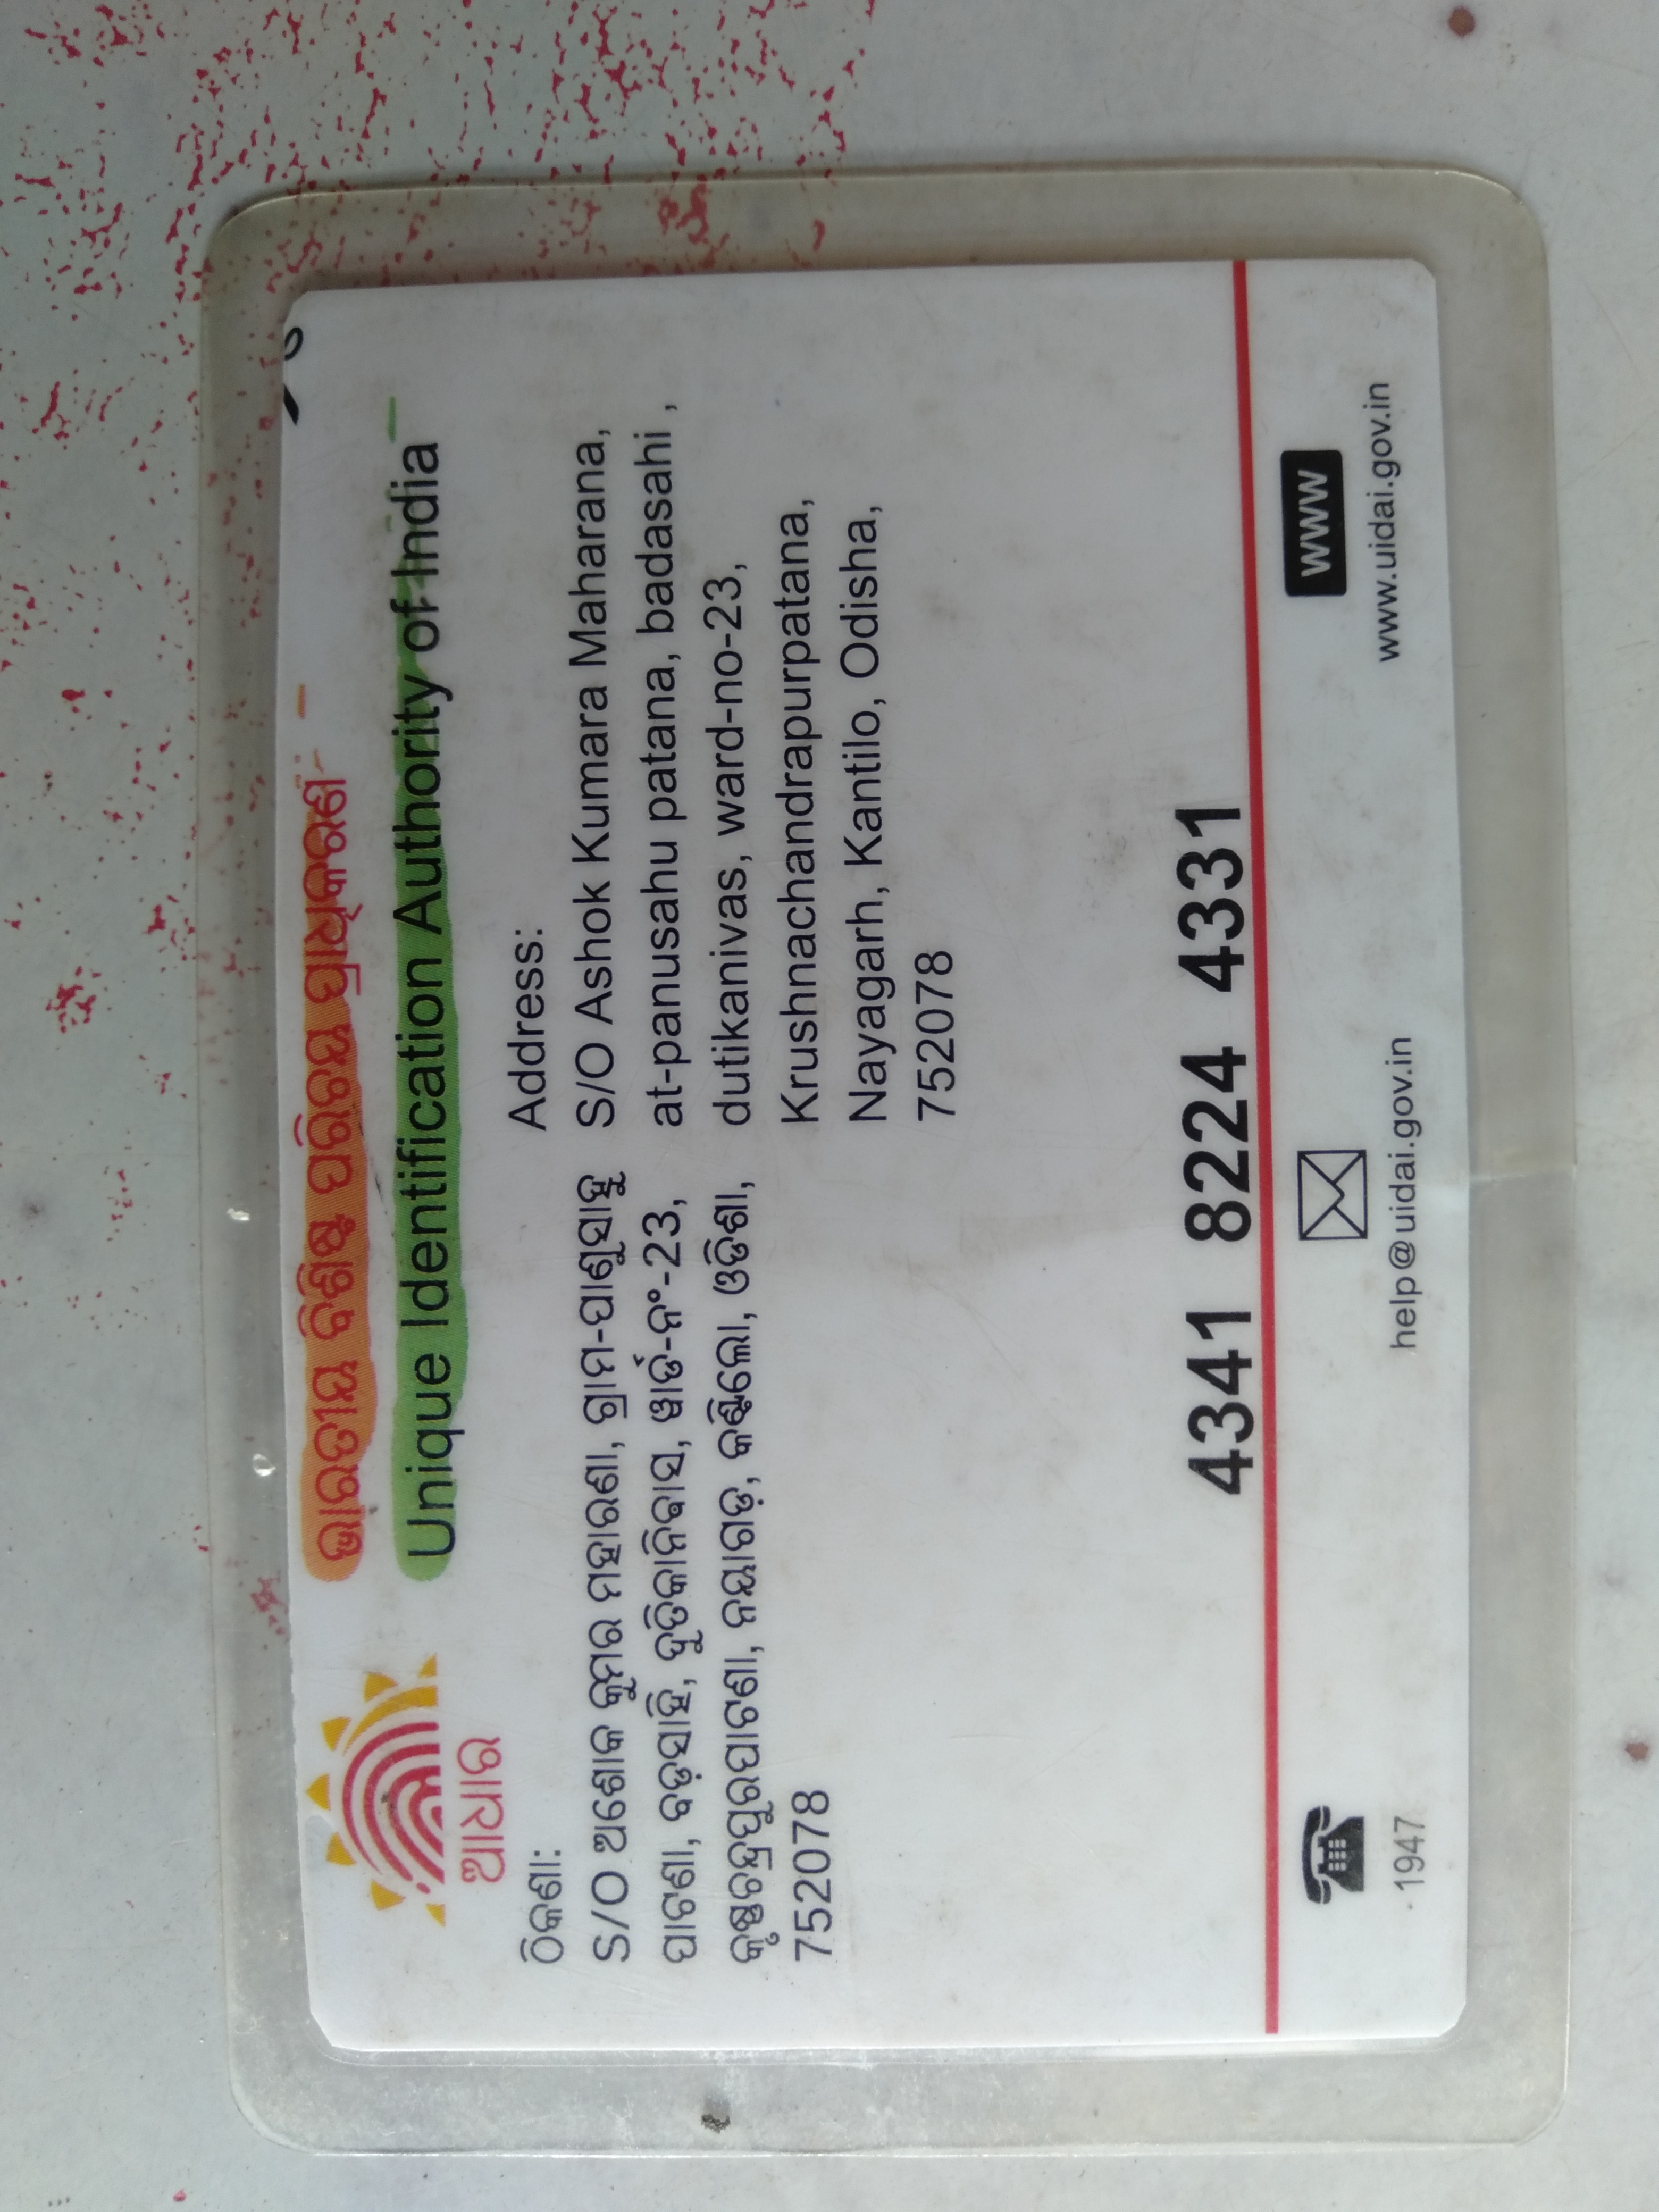 ଭାରତୀୟ ବିଶିଷ୍ଟ ପରିଚୟ ପ୍ରାଧିକରଣ
Unique Identification Authority of India
ଆଧାର
ଠିକଣା:
S/O ଅଶୋକ କୁମର ମହାରଣା, ଗ୍ରାମ-ପାଣୁସାହୁ
ପାଟଣା, ବଡ଼ସାହି, ଦୁତିକାନିବାସ, ୱାର୍ଡ-ନଂ-23,
କୃଷ୍ଣଚନ୍ଦ୍ରପୁରପାଟଣା, ନୟାଗଡ଼, କଣ୍ଟିଲୋ, ଓଡିଶା,
752078
Address:
S/O Ashok Kumara Maharana,
at-panusahu patana, badasahi ,
dutikanivas, ward-no-23,
Krushnachandrapurpatana,
Nayagarh, Kantilo, Odisha,
752078
4341 8224 4331
1947
help@uidai.gov.in
WWW
www.uidai.gov.in